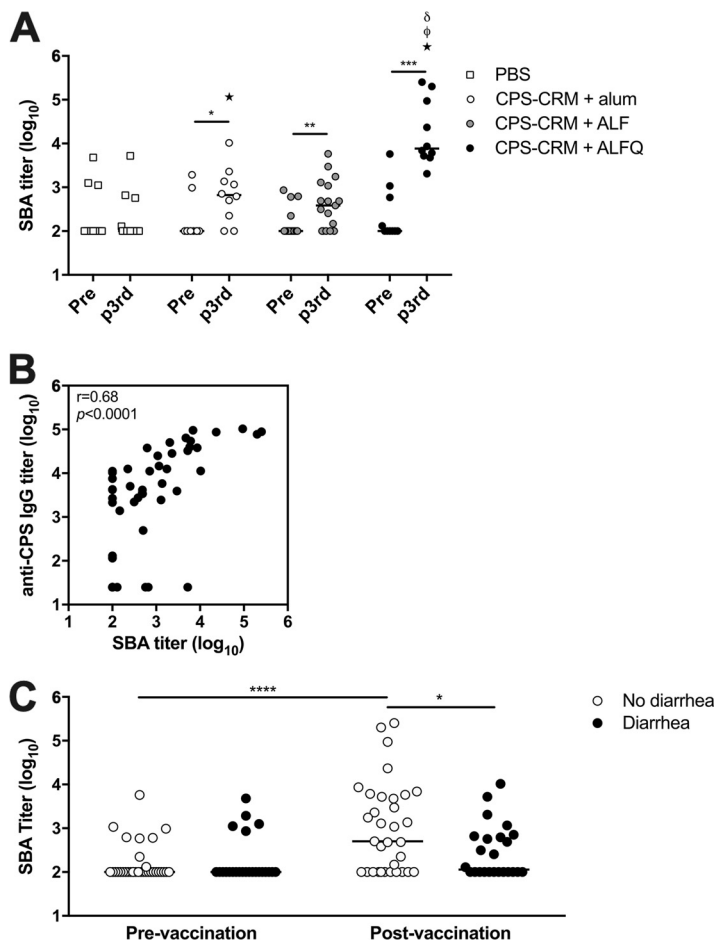 A
δ
ϕ
★
★
*
**
***
SBA titer (log10)
6
5
4
3
2
1
Pre
p3rd
Pre
p3rd
Pre
p3rd
Pre
p3rd
PBS
CPS-CRM + alum
CPS-CRM + ALF
CPS-CRM + ALFQ
B
r=0.68
p<0.0001
anti-CPS IgG titer (log10)
6
5
4
3
2
1
1 2 3 4 5 6
SBA titer (log10)
C
****
*
SBA Titer (log10)
6
5
4
3
2
1
No diarrhea
Diarrhea
Pre-vaccination
Post-vaccination